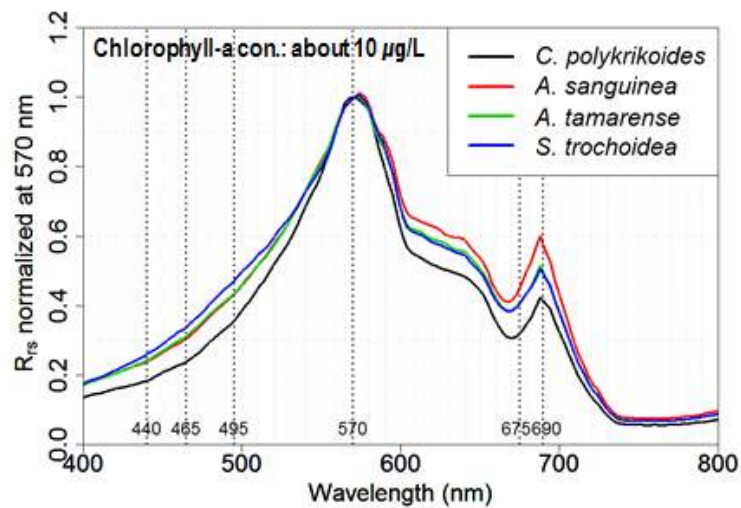 Chlorophyll-a con.: about 10 µg/L
C. polykrikoides
A. sanguinea
A. tamarense
S. trochoidea
Rrs normalized at 570 nm
1.2
1.0
0.8
0.6
0.4
0.2
0.0
440 465 495 570 675 690
400 500 600 700 800
Wavelength (nm)